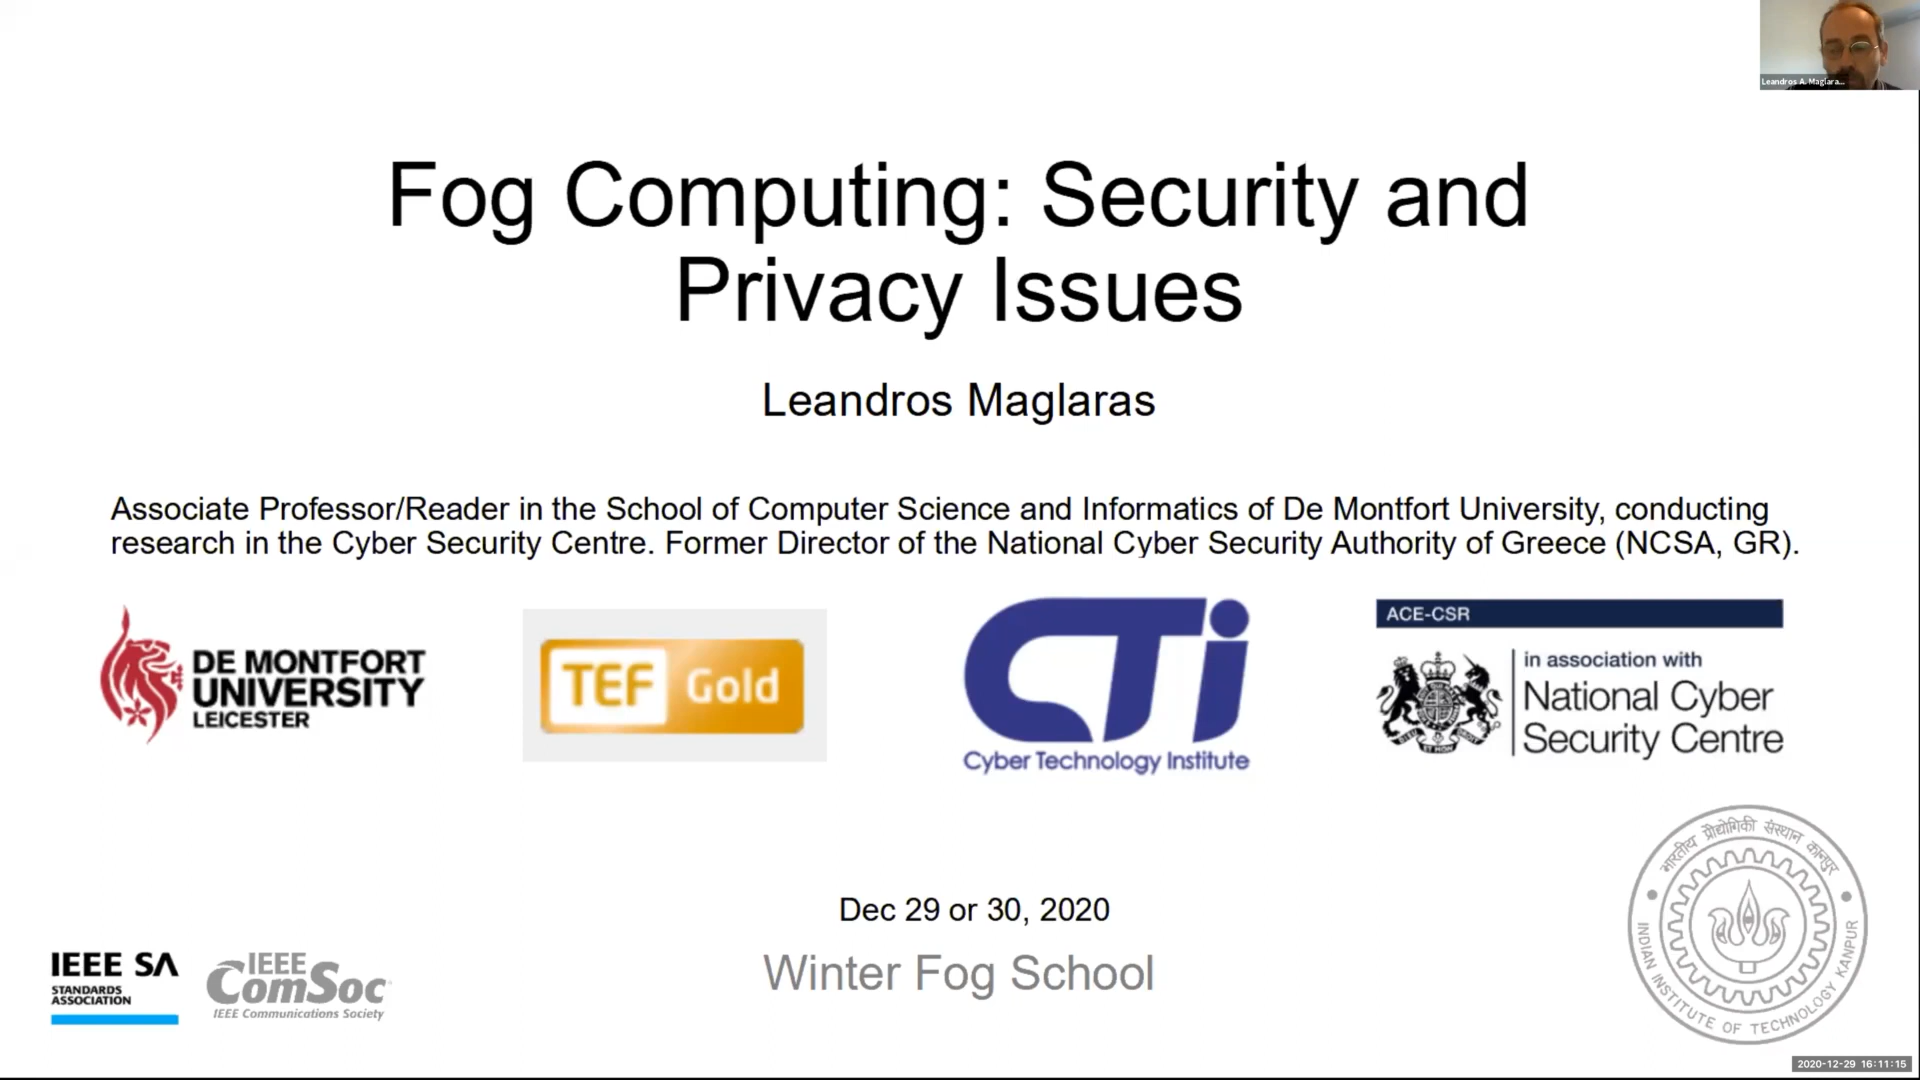 Leandros A. Maglara...
Fog Computing: Security and
Privacy Issues
Leandros Maglaras
Associate Professor/Reader in the School of Computer Science and Informatics of De Montfort University, conducting
research in the Cyber Security Centre. Former Director of the National Cyber Security Authority of Greece (NCSA, GR).
DE MONTFORT
UNIVERSITY
LEICESTER
TEF Gold
CTi
Cyber Technology Institute
ACE-CSR
in association with
National Cyber
Security Centre
Dec 29 or 30, 2020
Winter Fog School
IEEE SA
STANDARDS
ASSOCIATION
IEEE
ComSoc
IEEE Communications Society
भारतीय प्रौद्योगिकी संस्थान कानपुर
INDIAN INSTITUTE OF TECHNOLOGY KANPUR
2020-12-29 16:11:15